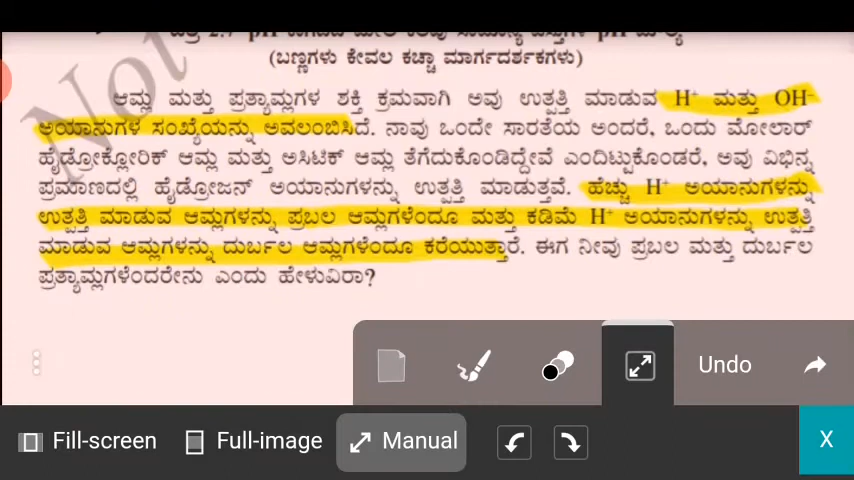 (ಬಣ್ಣಗಳು ಕೇವಲ ಕಚ್ಚಾ ಮಾರ್ಗದರ್ಶಕಗಳು)
Not
ಆಮ್ಲ ಮತ್ತು ಪ್ರತ್ಯಾಮ್ಲಗಳ ಶಕ್ತಿ ಕ್ರಮವಾಗಿ ಅವು ಉತ್ಪತ್ತಿ ಮಾಡುವ H⁺ ಮತ್ತು OH⁻
ಅಯಾನುಗಳ ಸಂಖ್ಯೆಯನ್ನು ಅವಲಂಬಿಸಿದೆ. ನಾವು ಒಂದೇ ಸಾರತೆಯ ಅಂದರೆ, ಒಂದು ಮೋಲಾರ್
ಹೈಡ್ರೋಕ್ಲೋರಿಕ್ ಆಮ್ಲ ಮತ್ತು ಅಸಿಟಿಕ್ ಆಮ್ಲ ತೆಗೆದುಕೊಂಡಿದ್ದೇವೆ ಎಂದಿಟ್ಟುಕೊಂಡರೆ, ಅವು ವಿಭಿನ್ನ
ಪ್ರಮಾಣದಲ್ಲಿ ಹೈಡ್ರೋಜನ್ ಅಯಾನುಗಳನ್ನು ಉತ್ಪತ್ತಿ ಮಾಡುತ್ತವೆ. ಹೆಚ್ಚು H⁺ ಅಯಾನುಗಳನ್ನು
ಉತ್ಪತ್ತಿ ಮಾಡುವ ಆಮ್ಲಗಳನ್ನು ಪ್ರಬಲ ಆಮ್ಲಗಳೆಂದೂ ಮತ್ತು ಕಡಿಮೆ H⁺ ಅಯಾನುಗಳನ್ನು ಉತ್ಪತ್ತಿ
ಮಾಡುವ ಆಮ್ಲಗಳನ್ನು ದುರ್ಬಲ ಆಮ್ಲಗಳೆಂದೂ ಕರೆಯುತ್ತಾರೆ. ಈಗ ನೀವು ಪ್ರಬಲ ಮತ್ತು ದುರ್ಬಲ
ಪ್ರತ್ಯಾಮ್ಲಗಳೆಂದರೇನು ಎಂದು ಹೇಳುವಿರಾ?
Undo
Fill-screen Full-image Manual X